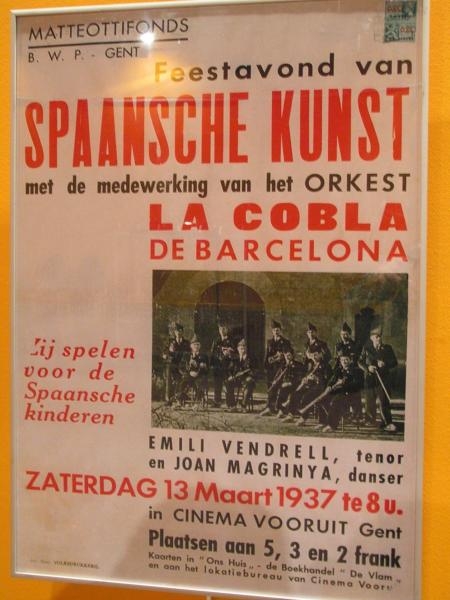 MATTEOTTIFONDS
B. W. P. - GENT
Feestavond van
SPAANSCHE KUNST
met de medewerking van het ORKEST
LA COBLA
DE BARCELONA
Zij spelen
voor de
Spaansche
kinderen
EMILI VENDRELL, tenor
en JOAN MAGRINYA, danser
ZATERDAG 13 Maart 1937 te 8 u.
in CINEMA VOORUIT Gent
Plaatsen aan 5, 3 en 2 frank
Kaarten in "Ons Huis„ - de Boekhandel "De Vlam"
en aan het lokatiebureau van Cinema Vooru
VOLKSDRUKKERIJ